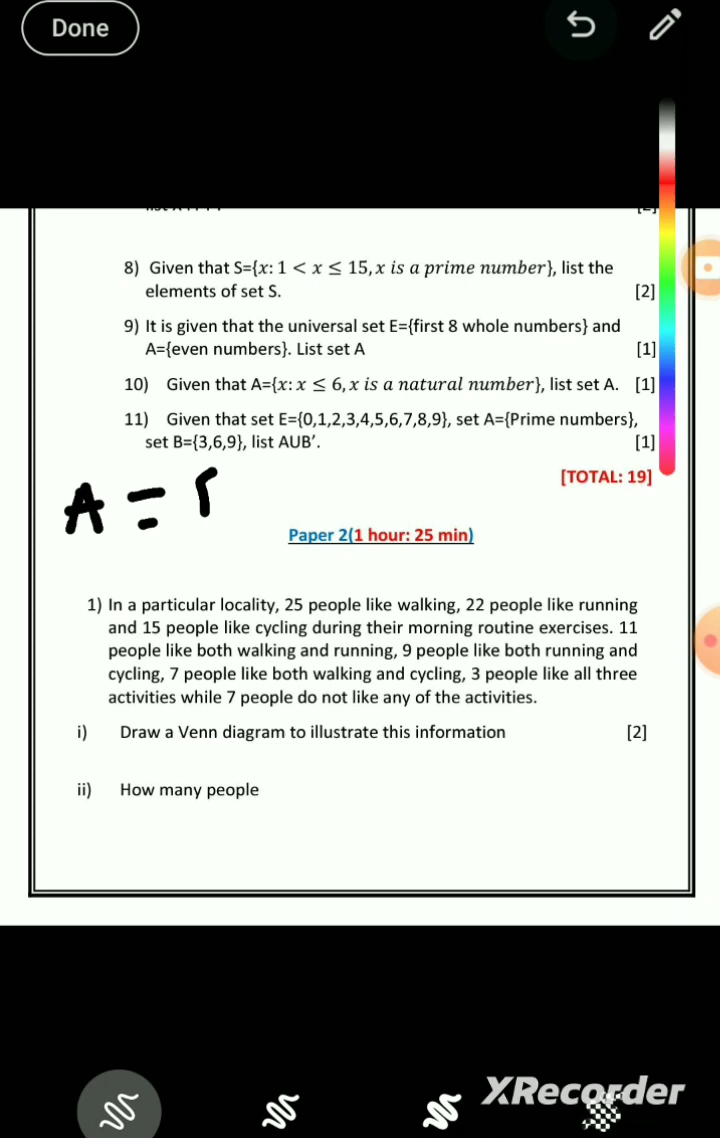 Done
[2]
8) Given that S={x: 1 < x ≤ 15, x is a prime number}, list the
elements of set S. [2]
9) It is given that the universal set E={first 8 whole numbers} and
A={even numbers}. List set A [1]
10) Given that A={x: x ≤ 6, x is a natural number}, list set A. [1]
11) Given that set E={0,1,2,3,4,5,6,7,8,9}, set A={Prime numbers},
set B={3,6,9}, list AUB′. [1]
[TOTAL: 19]
A =
Paper 2(1 hour: 25 min)
1) In a particular locality, 25 people like walking, 22 people like running
and 15 people like cycling during their morning routine exercises. 11
people like both walking and running, 9 people like both running and
cycling, 7 people like both walking and cycling, 3 people like all three
activities while 7 people do not like any of the activities.
i) Draw a Venn diagram to illustrate this information [2]
ii) How many people
XRecorder